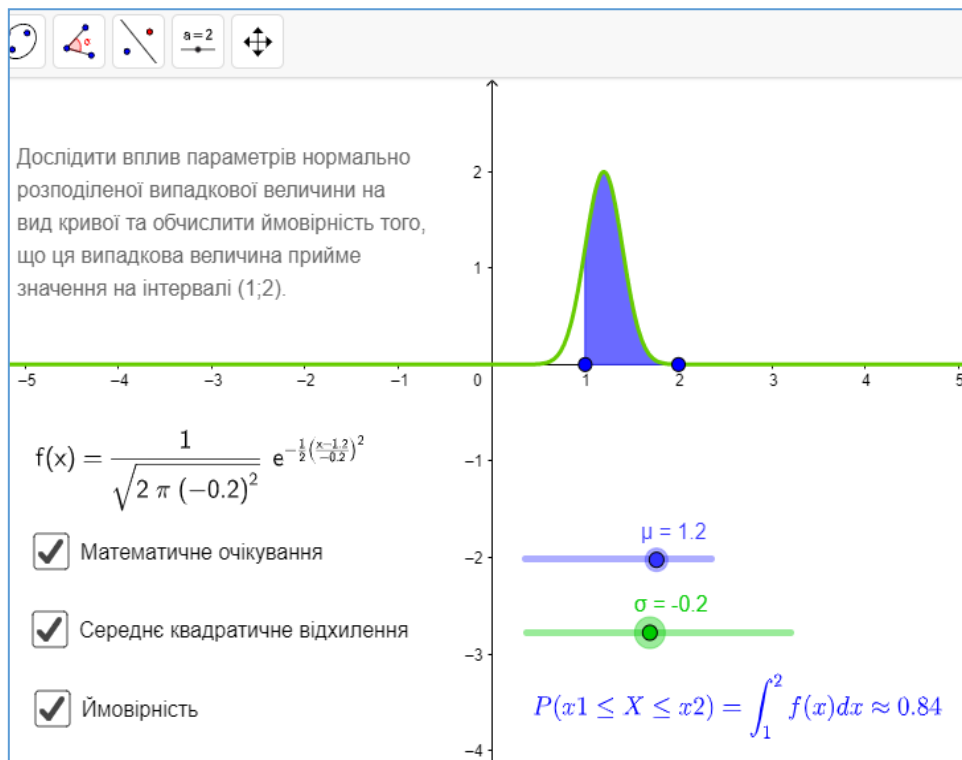 a = 2
Дослідити вплив параметрів нормально
розподіленої випадкової величини на
вид кривої та обчислити ймовірність того,
що ця випадкова величина прийме
значення на інтервалі (1;2).
2
1
–5 –4 –3 –2 –1 0 1 2 3 4 5
–1
–2
–3
–4
f(x) = 1 / √(2 π (−0.2)²) e^(−½((x−1.2)/(−0.2))²)
Математичне очікування
Середнє квадратичне відхилення
Ймовірність
μ = 1.2
σ = -0.2
P(x1 ≤ X ≤ x2) = ∫₁² f(x)dx ≈ 0.84